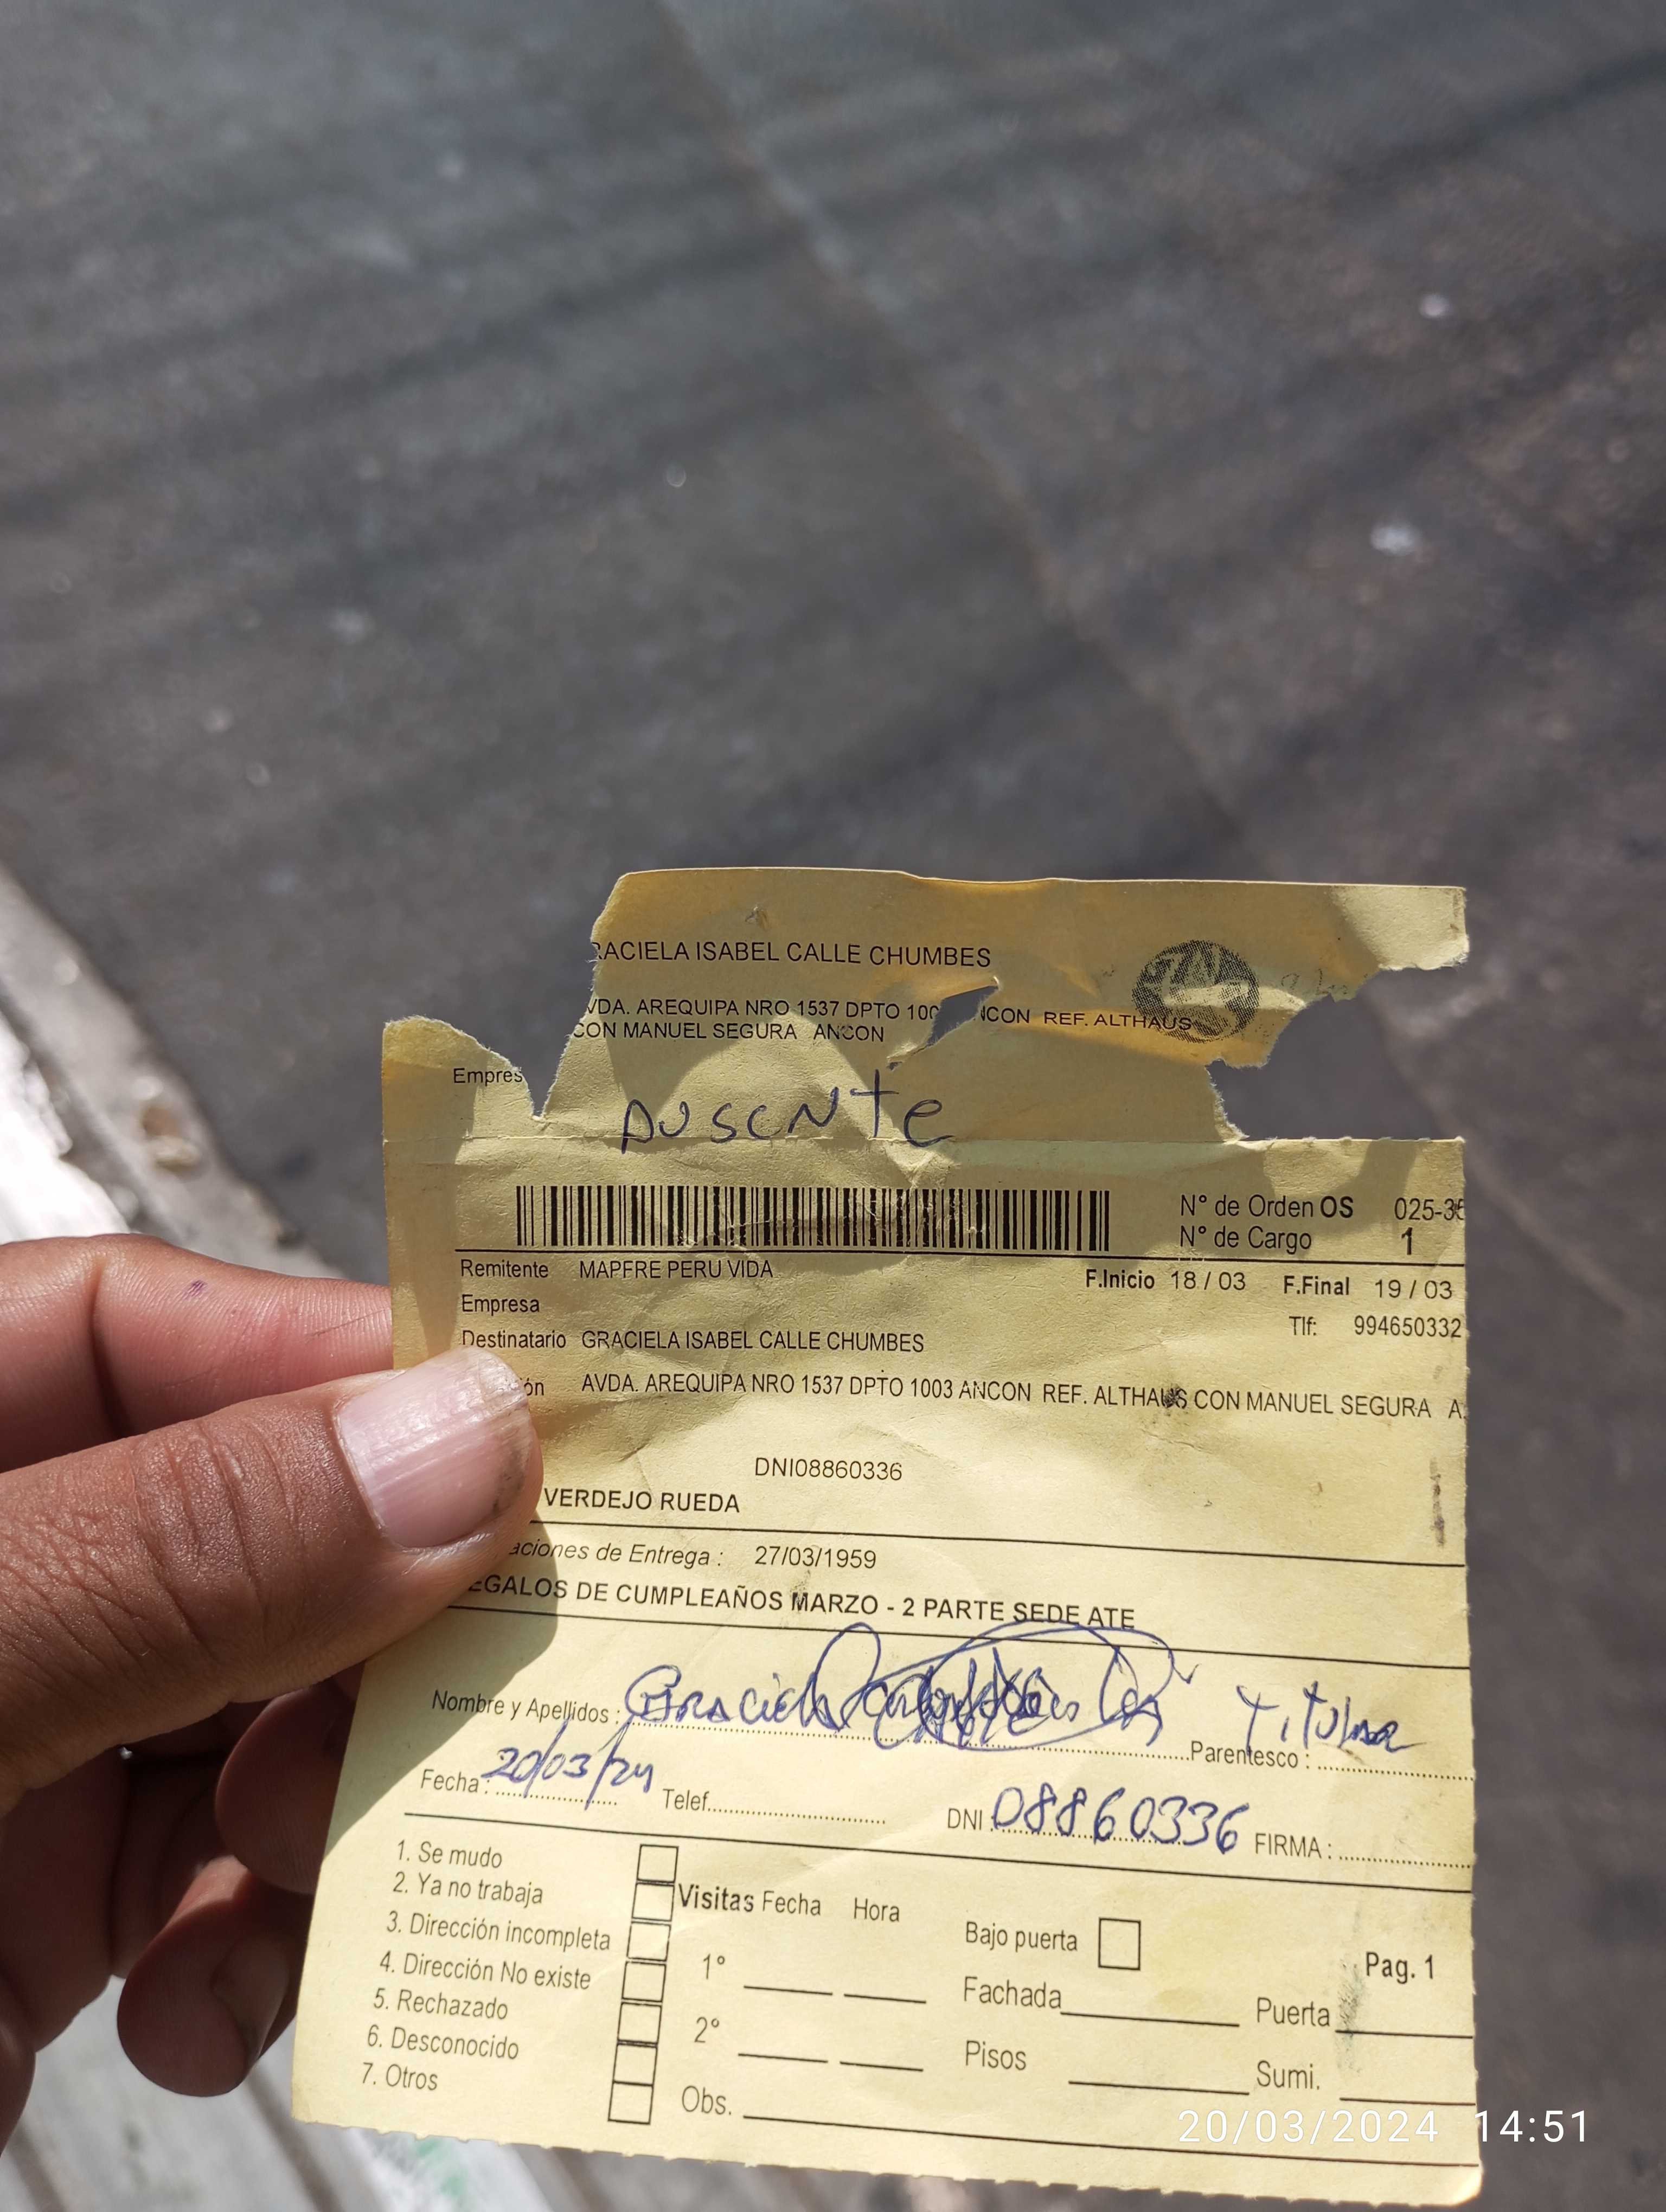 RACIELA ISABEL CALLE CHUMBES
VDA. AREQUIPA NRO 1537 DPTO 100 NCON REF. ALTHAUS
CON MANUEL SEGURA ANCON
Empres
AUSENTE
N° de Orden OS 025-35
N° de Cargo 1
Remitente MAPFRE PERU VIDA F.Inicio 18 / 03 F.Final 19 / 03
Empresa
Tlf: 994650332
Destinatario GRACIELA ISABEL CALLE CHUMBES
ón AVDA. AREQUIPA NRO 1537 DPTO 1003 ANCON REF. ALTHAUS CON MANUEL SEGURA A
DNI08860336
VERDEJO RUEDA
aciones de Entrega : 27/03/1959
EGALOS DE CUMPLEAÑOS MARZO - 2 PARTE SEDE ATE
Nombre y Apellidos : Graciela Parentesco : Titular
Fecha : 20/03/24 Telef. DNI : 08860336 FIRMA :
1. Se mudo
2. Ya no trabaja
3. Dirección incompleta
4. Dirección No existe
5. Rechazado
6. Desconocido
7. Otros
Visitas Fecha Hora
1°
2°
Obs.
Bajo puerta
Fachada
Pisos
Pag. 1
Puerta
Sumi.
20/03/2024 14:51